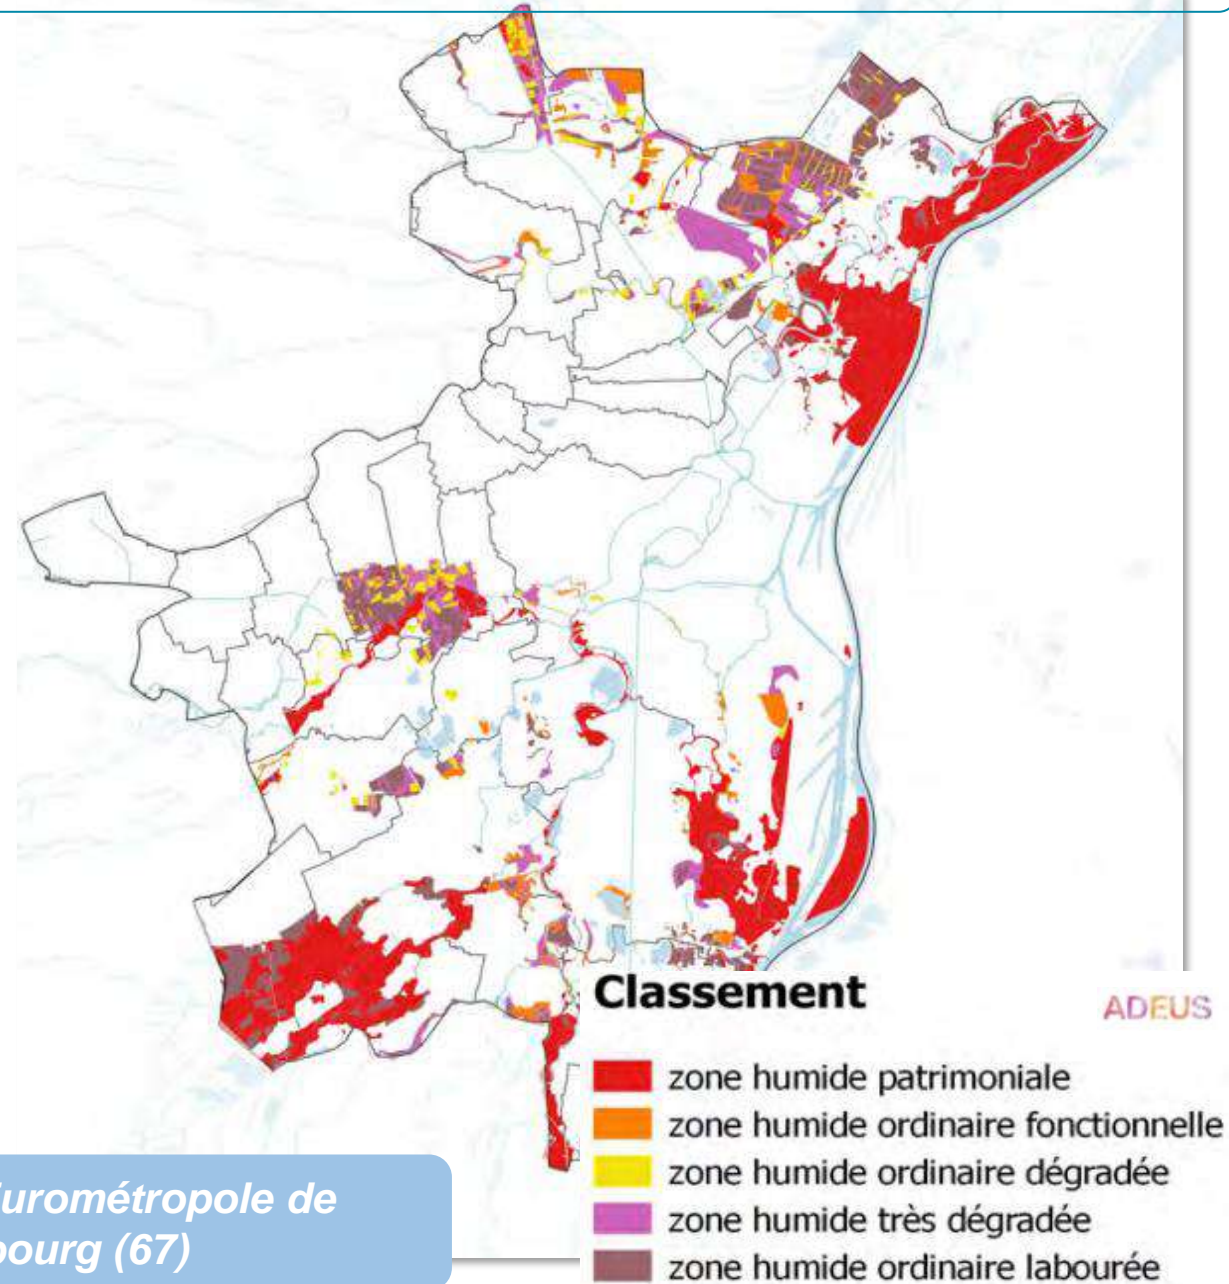 Classement
ADEUS
zone humide patrimoniale
zone humide ordinaire fonctionnelle
zone humide ordinaire dégradée
zone humide très dégradée
zone humide ordinaire labourée
urométropole de
bourg (67)